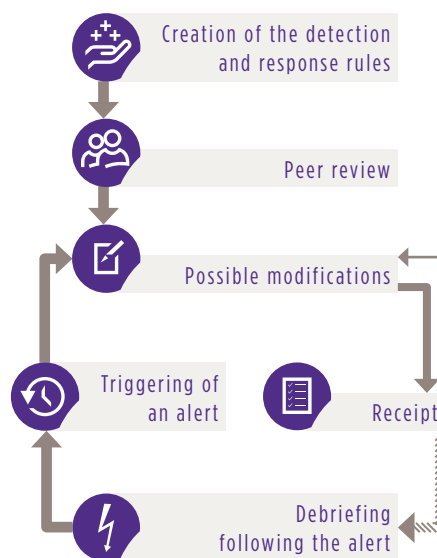 Creation of the detection
and response rules
Peer review
Possible modifications
Triggering of
an alert
Receipt
Debriefing
following the alert